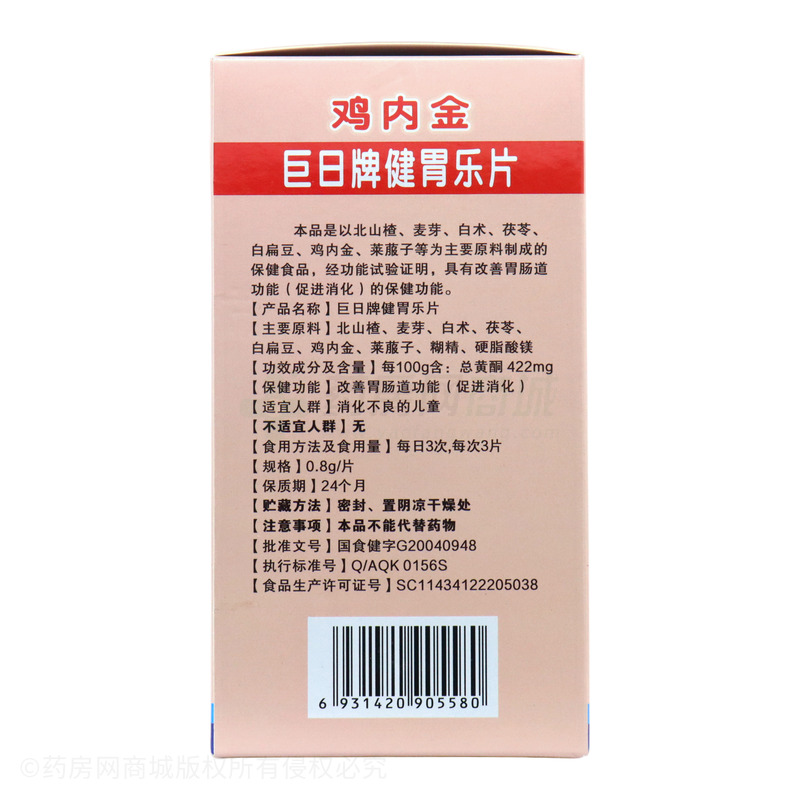 鸡内金
巨日牌健胃乐片
本品是以北山楂、麦芽、白术、茯苓、
白扁豆、鸡内金、莱菔子等为主要原料制成的
保健食品，经功能试验证明，具有改善胃肠道
功能（促进消化）的保健功能。
【产品名称】巨日牌健胃乐片
【主要原料】北山楂、麦芽、白术、茯苓、
白扁豆、鸡内金、莱菔子、糊精、硬脂酸镁
【功效成分及含量】每100g含：总黄酮 422mg
【保健功能】改善胃肠道功能（促进消化）
【适宜人群】消化不良的儿童
【不适宜人群】无
【食用方法及食用量】每日3次,每次3片
【规格】0.8g/片
【保质期】24个月
【贮藏方法】密封、置阴凉干燥处
【注意事项】本品不能代替药物
【批准文号】国食健字G20040948
【执行标准号】Q/AQK 0156S
【食品生产许可证号】SC11434122205038
6 931420 905580
©药房网商城版权所有侵权必究